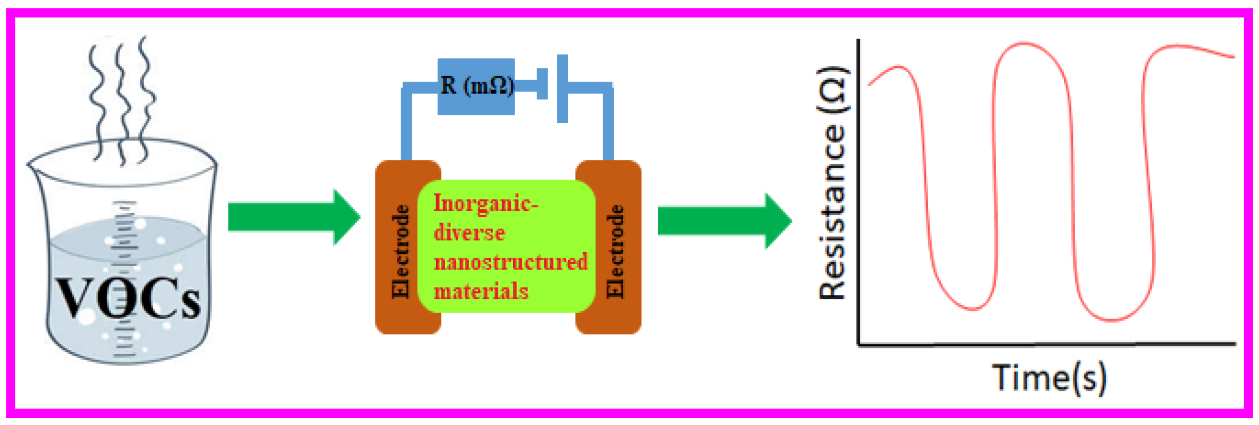 VOCs
R (mΩ)
Electrode
Inorganic-
diverse
nanostructured
materials
Electrode
Resistance (Ω)
Time(s)